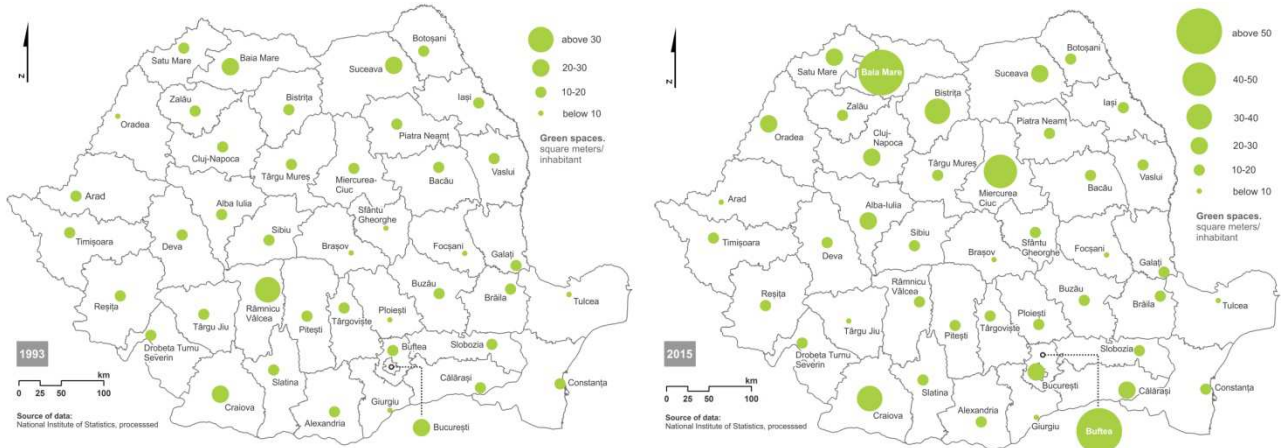 N
Satu Mare
Baia Mare
Botoșani
Suceava
Iași
Zalău
Bistrița
Oradea
Piatra Neamț
Cluj-Napoca
Târgu Mureș
Miercurea-
Ciuc
Bacău
Vaslui
Arad
Alba Iulia
Sfântu
Gheorghe
Timișoara
Deva
Sibiu
Brașov
Focșani
Galați
Reșița
Râmnicu
Vâlcea
Buzău
Brăila
Tulcea
Târgu Jiu
Pitești
Târgoviște
Ploiești
Drobeta Turnu
Severin
Buftea
Slobozia
Slatina
Călărași
Constanța
Craiova
Alexandria
Giurgiu
București
above 30
20-30
10-20
below 10
Green spaces.
square meters/
inhabitant
1993
km
0 25 50 100
Source of data:
National Institute of Statistics, processsed
N
Satu Mare
Baia Mare
Botoșani
Suceava
Iași
Zalău
Bistrița
Oradea
Piatra Neamț
Cluj-
Napoca
Târgu Mureș
Miercurea
Ciuc
Bacău
Vaslui
Arad
Alba-Iulia
Sfântu
Gheorghe
Timișoara
Deva
Sibiu
Brașov
Focșani
Galați
Reșița
Râmnicu
Vâlcea
Buzău
Brăila
Tulcea
Târgu Jiu
Pitești
Târgoviște
Ploiești
Drobeta Turnu
Severin
Slobozia
București
Slatina
Călărași
Constanța
Craiova
Alexandria
Giurgiu
Buftea
above 50
40-50
30-40
20-30
10-20
below 10
Green spaces.
square meters/
inhabitant
2015
km
0 25 50 100
Source of data:
National Institute of Statistics, processsed